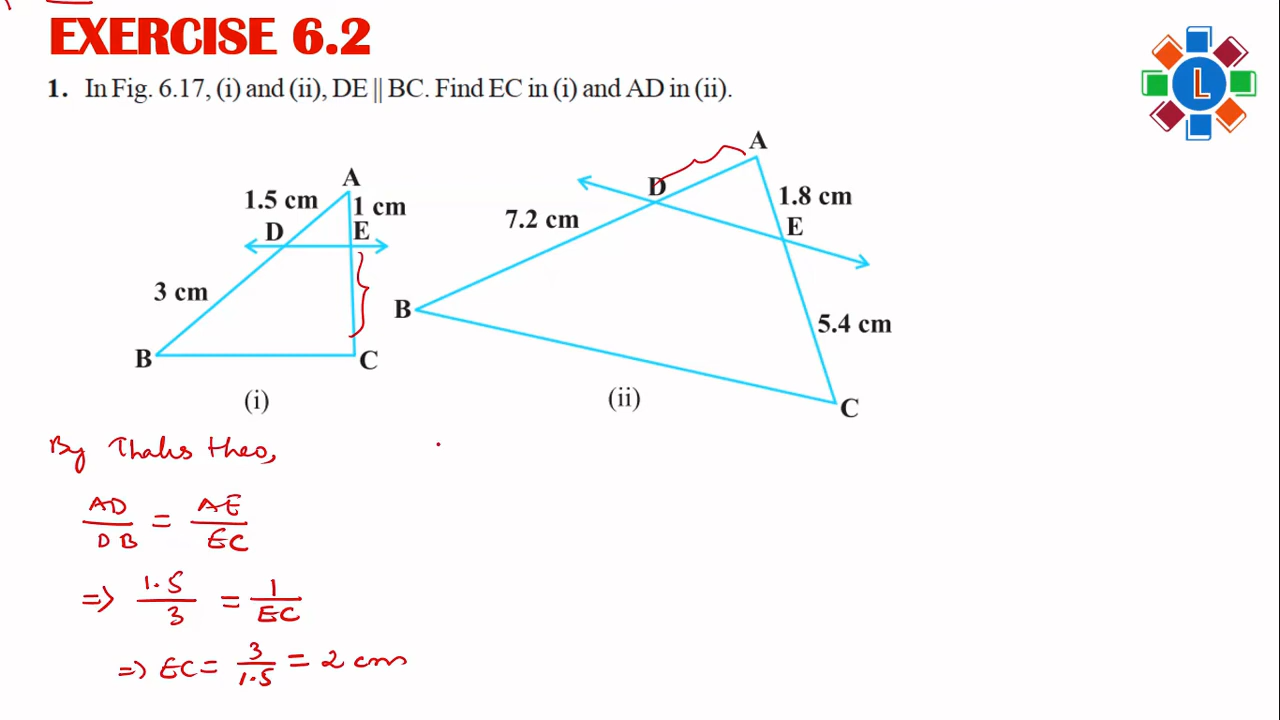 EXERCISE 6.2
L
1. In Fig. 6.17, (i) and (ii), DE || BC. Find EC in (i) and AD in (ii).
A
1.5 cm
1 cm
D
E
3 cm
B
C
(i)
A
D
1.8 cm
7.2 cm
E
B
5.4 cm
C
(ii)
By Thales theo,
AD/DB = AE/EC
=> 1.5/3 = 1/EC
=> EC = 3/1.5 = 2 cm